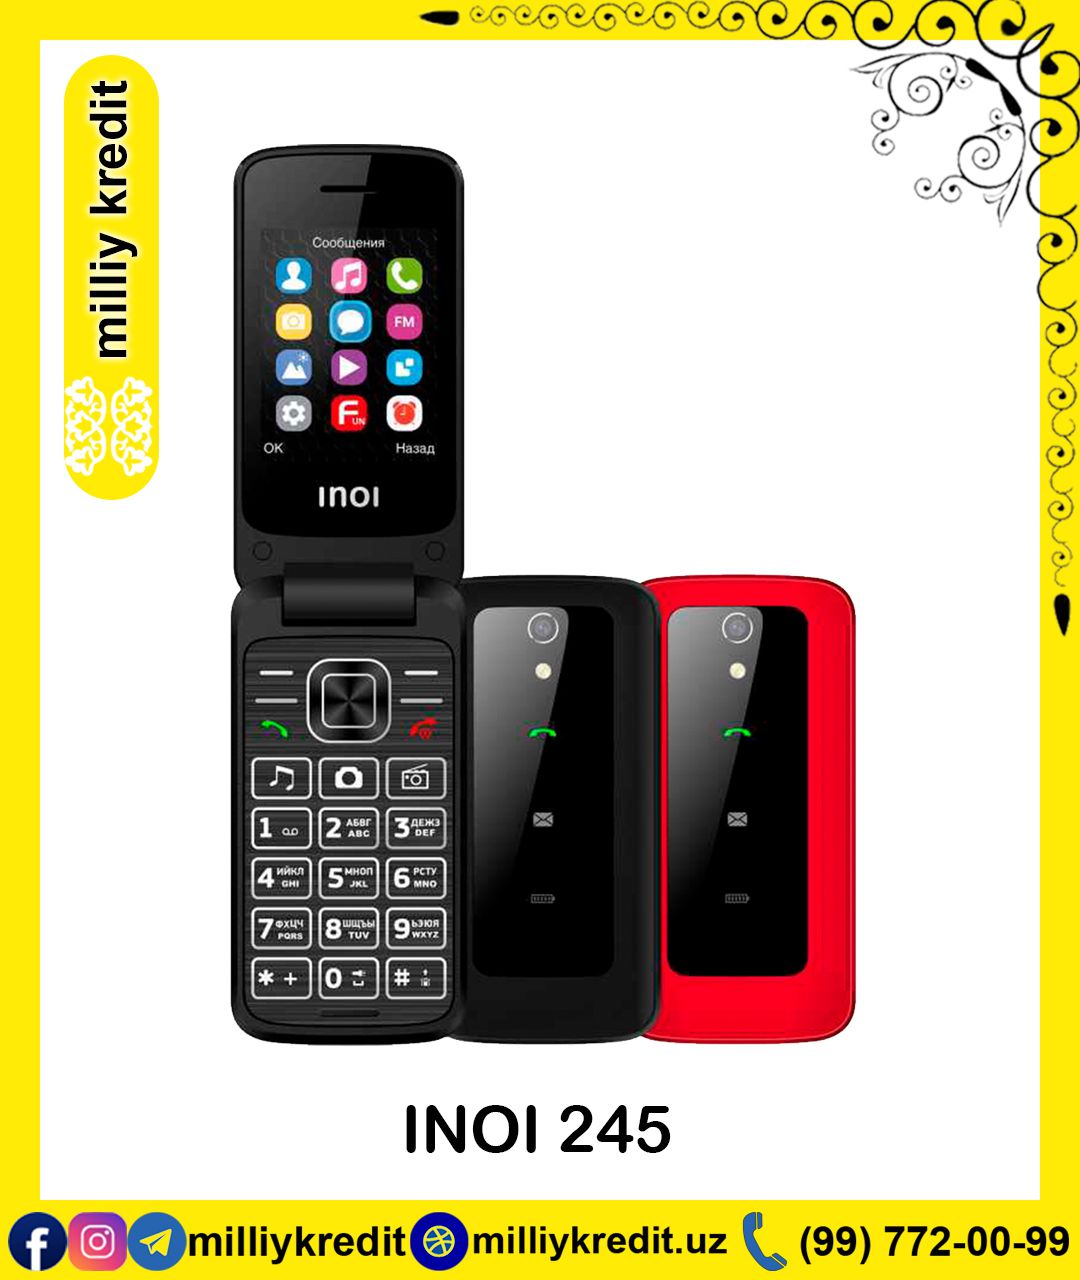 milliy kredit
Сообщения
FM
FUN
OK
Назад
INOI
1
2 АБВГ ABC
3 ДЕЖЗ DEF
4 ИЙКЛ GHI
5 МНОП JKL
6 РСТУ MNO
7 ФХЦЧ PQRS
8 ШЩЪЫ TUV
9 ЬЭЮЯ WXYZ
* +
0
#
INOI 245
milliykredit
milliykredit.uz
(99) 772-00-99